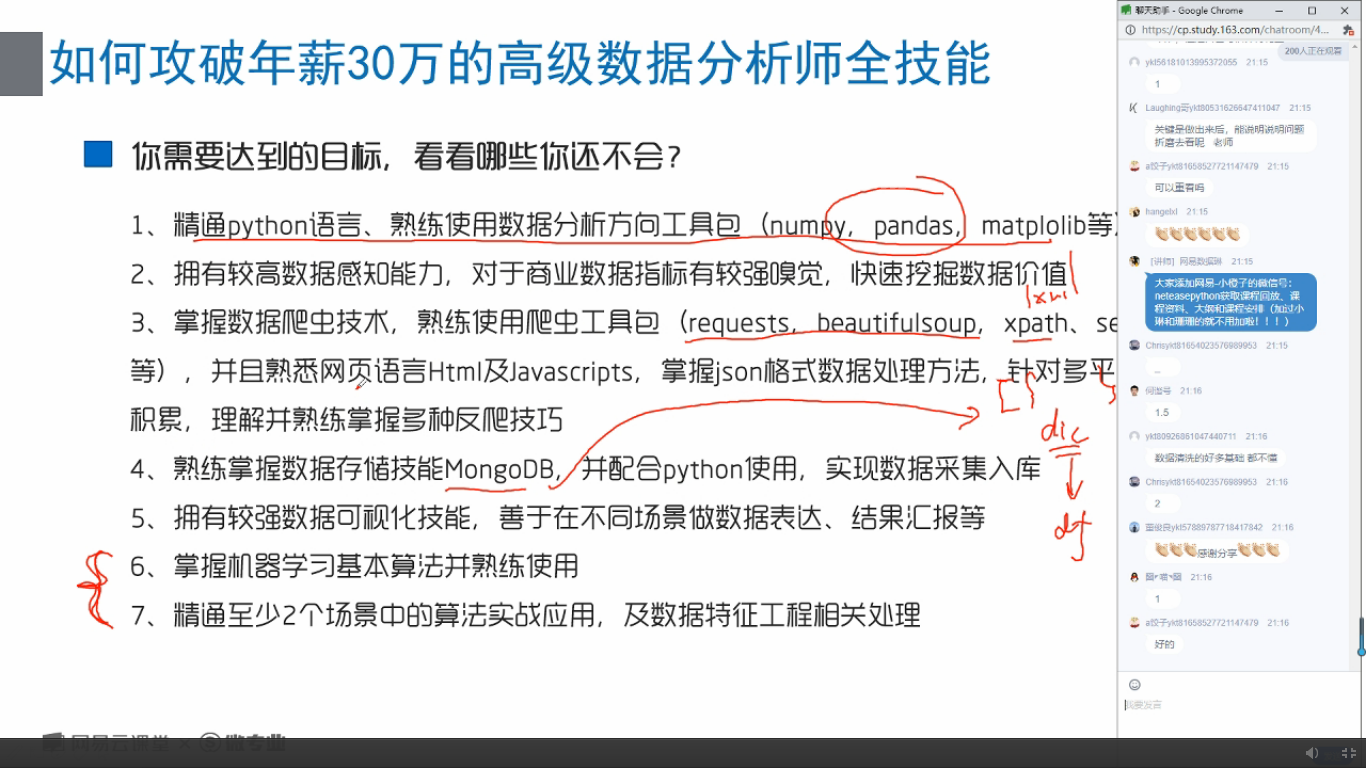 如何攻破年薪30万的高级数据分析师全技能
你需要达到的目标，看看哪些你还不会？
1、精通python语言、熟练使用数据分析方向工具包（numpy，pandas，matplolib等）
2、拥有较高数据感知能力，对于商业数据指标有较强嗅觉，快速挖掘数据价值
lxml
3、掌握数据爬虫技术，熟练使用爬虫工具包（requests，beautifulsoup，xpath、se
等），并且熟悉网页语言Html及Javascripts，掌握json格式数据处理方法，针对多平
积累，理解并熟练掌握多种反爬技巧
dic
4、熟练掌握数据存储技能MongoDB，并配合python使用，实现数据采集入库
5、拥有较强数据可视化技能，善于在不同场景做数据表达、结果汇报等
df
6、掌握机器学习基本算法并熟练使用
7、精通至少2个场景中的算法实战应用，及数据特征工程相关处理
网易云课堂 × 微专业
聊天助手 - Google Chrome
https://cp.study.163.com/chatroom/4...
200人正在观看
ykt56181013995372055 21:15
1
Laughing哥ykt80531626647411047 21:15
关键是做出来后，能说明说明问题
折磨去看呢 老师
a饺子ykt81658527721147479 21:15
可以重看吗
hangelxl 21:15
[讲师] 网易数据琳 21:15
大家添加网易-小橙子的微信号：
neteasepython获取课程回放、课
程资料、大纲和课程安排（加过小
琳和珊珊的就不用加啦！！！）
Chrisykt81654023576989953 21:15
_
何潜号 21:16
1.5
ykt80926861047440711 21:16
数据清洗的好多基础 都不懂
Chrisykt81654023576989953 21:16
2
苗俊良ykt57889787718417842 21:16
感谢分享
21:16
1
a饺子ykt81658527721147479 21:16
好的
我要发言